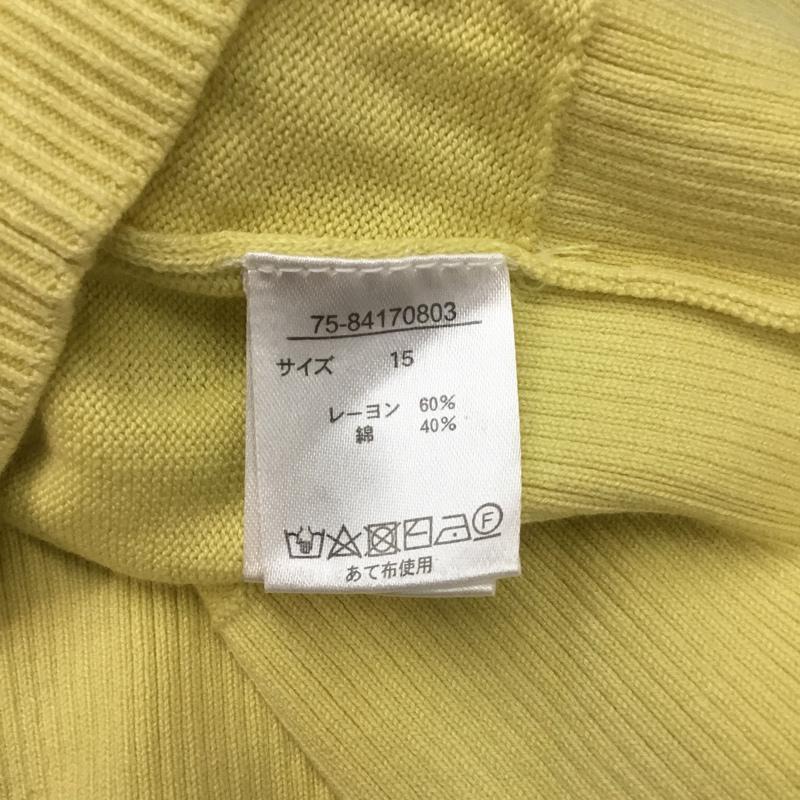 75-84170803
サイズ 15
レーヨン 60%
綿 40%
F
あて布使用